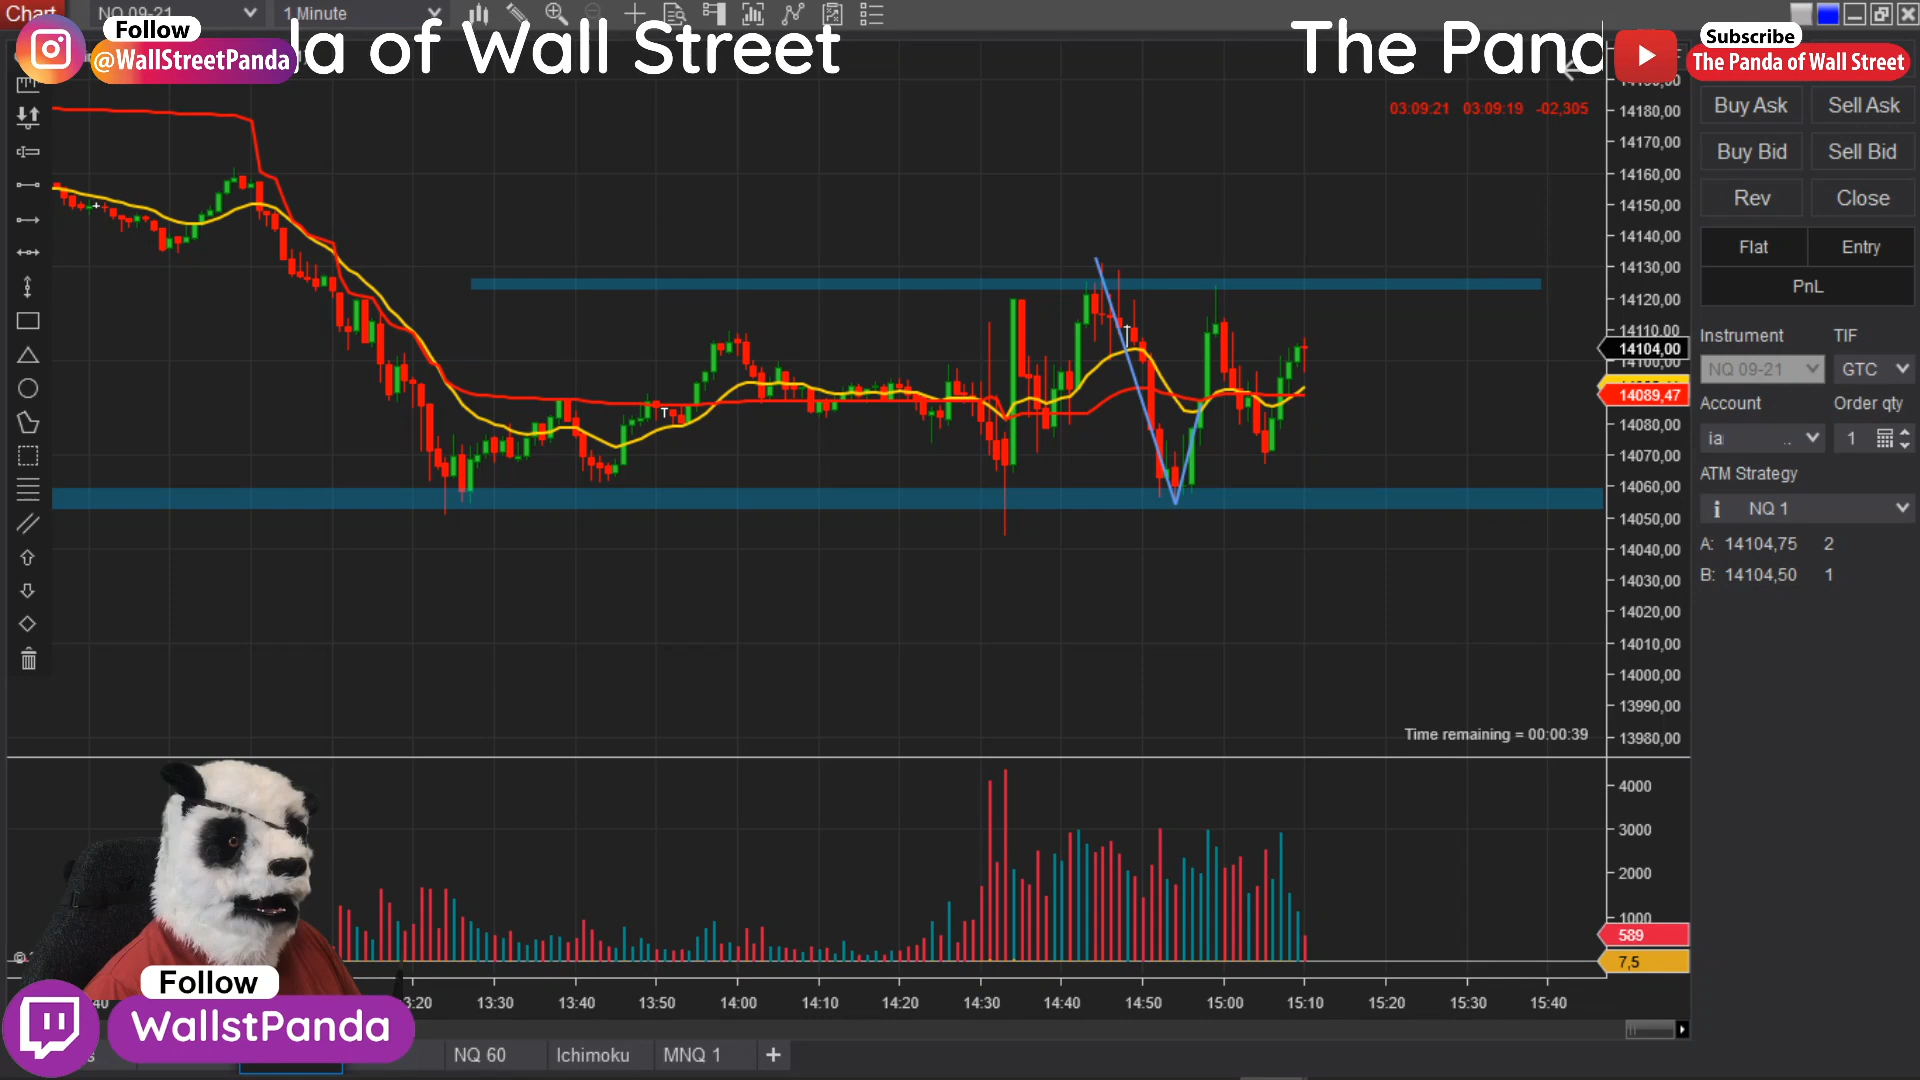 Chart
NQ 09-21
1 Minute
Follow
@WallStreetPanda
da of Wall Street
The Pand
Subscribe
The Panda of Wall Street
03:09:21 03:09:19 -02,305
14180,00
14170,00
14160,00
14150,00
14140,00
14130,00
14120,00
14110,00
14104,00
14100,00
14089,47
14080,00
14070,00
14060,00
14050,00
14040,00
14030,00
14020,00
14010,00
14000,00
13990,00
13980,00
T
T
Time remaining = 00:00:39
Buy Ask
Sell Ask
Buy Bid
Sell Bid
Rev
Close
Flat
Entry
PnL
Instrument
TIF
NQ 09-21
GTC
Account
Order qty
ia ..
1
ATM Strategy
NQ 1
A: 14104,75 2
B: 14104,50 1
4000
3000
2000
1000
589
7,5
40
3:20
13:30
13:40
13:50
14:00
14:10
14:20
14:30
14:40
14:50
15:00
15:10
15:20
15:30
15:40
Follow
WallstPanda
s
NQ 60
Ichimoku
MNQ 1
+